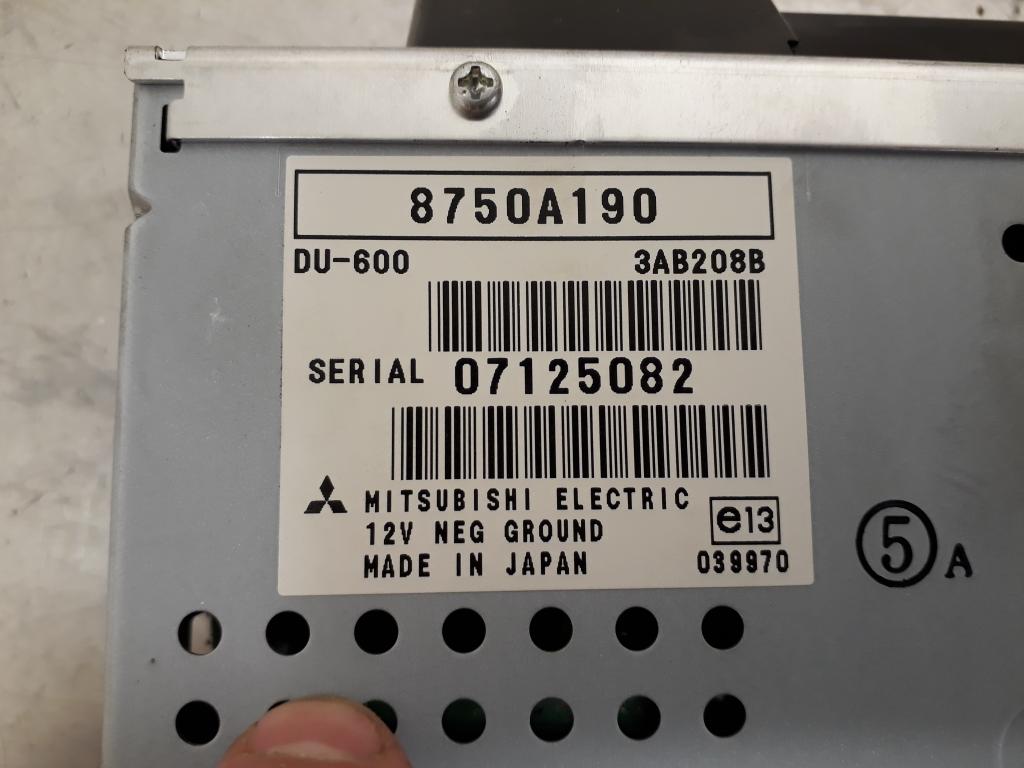 8750A190
DU-600 3AB208B
SERIAL 07125082
MITSUBISHI ELECTRIC
12V NEG GROUND
MADE IN JAPAN
e13
039970
5 A